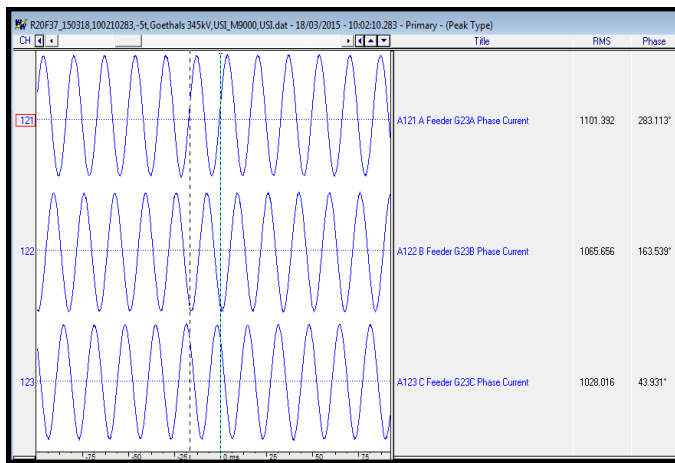 R20F37_150318,100210283,-5t,Goethals 345kV,USI_M9000,USI.dat - 18/03/2015 - 10:02:10.283 - Primary - (Peak Type)
CH Title RMS Phase
121 A121 A Feeder G23A Phase Current 1101.392 283.113°
122 A122 B Feeder G23B Phase Current 1065.656 163.539°
123 A123 C Feeder G23C Phase Current 1028.016 43.931°
-75 -50 -25 0 ms 25 50 75